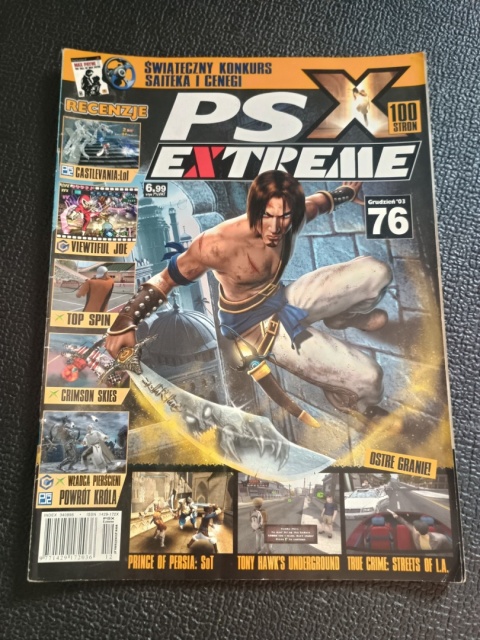 ŚWIĄTECZNY KONKURS
SAITEKA I CENEGI
RECENZJE
PSX
EXTREME
100
STRON
6,99
Grudzień '03
76
CASTLEVANIA:LoI
VIEWTIFUL JOE
TOP SPIN
CRIMSON SKIES
WŁADCA PIERŚCIENI
POWRÓT KRÓLA
OSTRE GRANIE!
PRINCE OF PERSIA: SoT
TONY HAWK'S UNDERGROUND
TRUE CRIME: STREETS OF L.A.